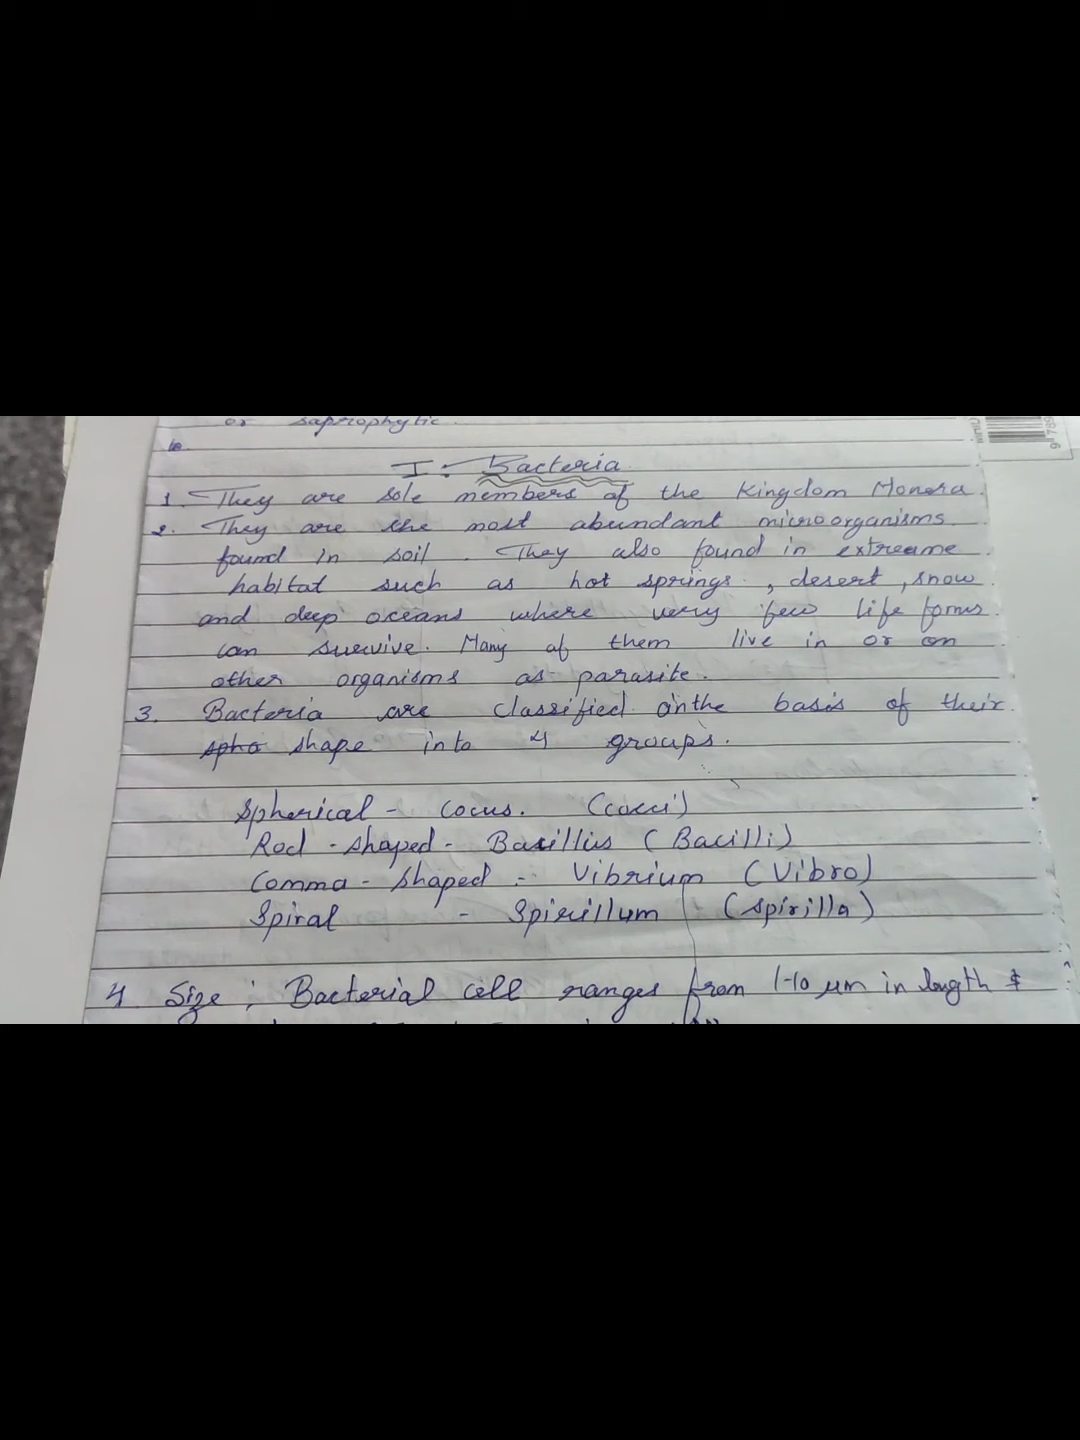 or saprophytic.
I: Bacteria
1. They are sole members of the Kingdom Monera.
2. They are the most abundant microorganisms
found in soil. They also found in extreame
habitat such as hot springs, desert, snow
and deep oceans where very few life forms
can survive. Many of them live in or on
other organisms as parasite.
3. Bacteria are classified on the basis of their
spho shape into 4 groups.
Spherical - Cocus. (cocci)
Rod - shaped - Bacillus (Bacilli)
Comma - shaped - Vibrium (Vibro)
Spiral - Spirillum (spirilla)
4 Size : Bacterial cell ranges from 1-10 µm in length &